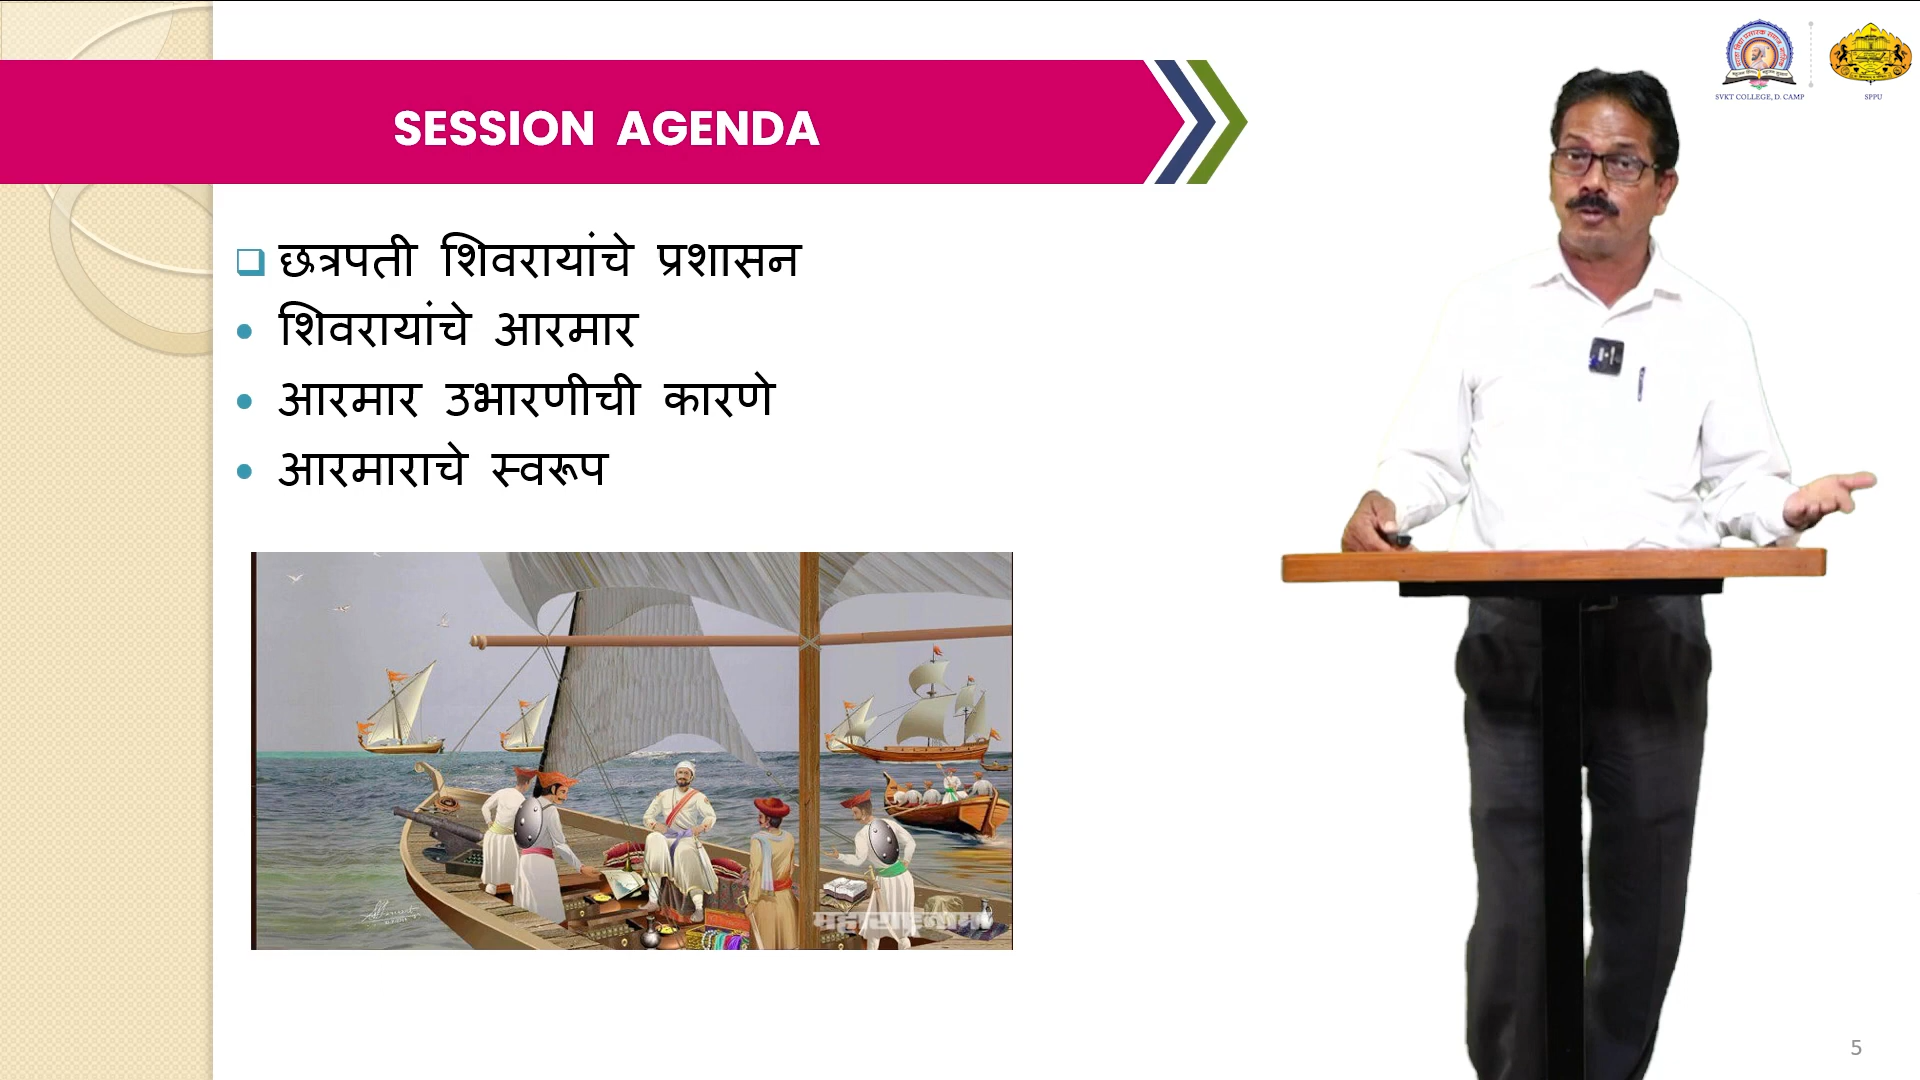 SVKT COLLEGE, D. CAMP
SPPU
SESSION AGENDA
छत्रपती शिवरायांचे प्रशासन
शिवरायांचे आरमार
आरमार उभारणीची कारणे
आरमाराचे स्वरूप
5